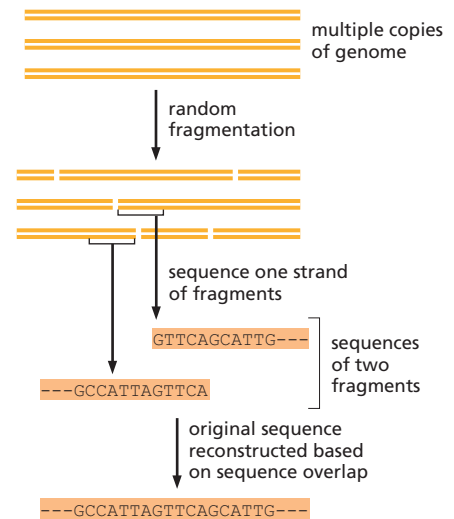 multiple copies
of genome
random
fragmentation
sequence one strand
of fragments
GTTCAGCATTG---
sequences
of two
fragments
---GCCATTAGTTCA
original sequence
reconstructed based
on sequence overlap
---GCCATTAGTTCAGCATTG---